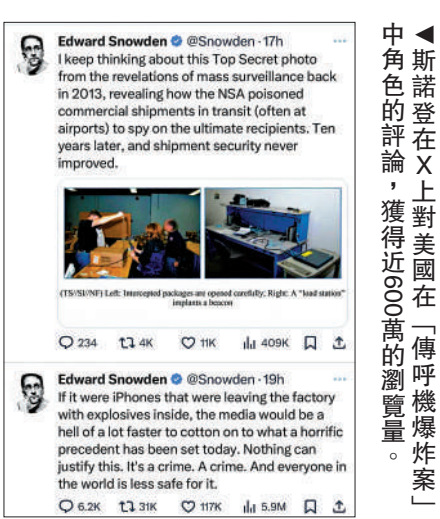 Edward Snowden @Snowden · 17h
I keep thinking about this Top Secret photo
from the revelations of mass surveillance back
in 2013, revealing how the NSA poisoned
commercial shipments in transit (often at
airports) to spy on the ultimate recipients. Ten
years later, and shipment security never
improved.
(TS//SI//NF) Left: Intercepted packages are opened carefully; Right: A "load station"
implants a beacon
234 4K 11K 409K
Edward Snowden @Snowden · 19h
If it were iPhones that were leaving the factory
with explosives inside, the media would be a
hell of a lot faster to cotton on to what a horrific
precedent has been set today. Nothing can
justify this. It's a crime. A crime. And everyone in
the world is less safe for it.
6.2K 31K 117K 5.9M
◀斯諾登在X上對美國在「傳呼機爆炸案」
中角色的評論，獲得近600萬的瀏覽量。